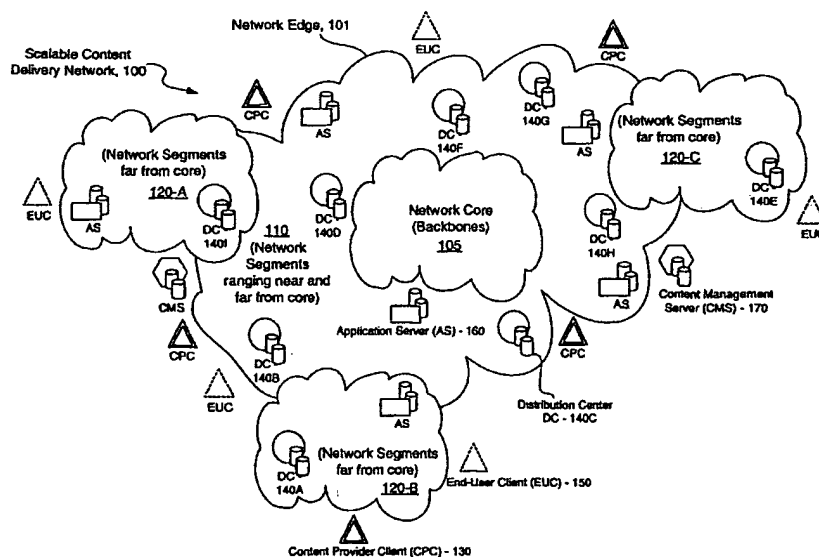 Network Edge, 101
EUC
CPC
Scalable Content
Delivery Network, 100
CPC
AS
DC
140F
DC
140G
AS
(Network Segments
far from core)
120-C
DC
140E
EUC
(Network Segments
far from core)
120-A
EUC
AS
DC
140I
DC
140D
110
(Network
Segments
ranging near and
far from core)
Network Core
(Backbones)
105
DC
140H
AS
Content Management
Server (CMS) - 170
CMS
CPC
EUC
DC
140B
Application Server (AS) - 160
CPC
Distribution Center
DC - 140C
AS
(Network Segments
far from core)
120-B
DC
140A
End-User Client (EUC) - 150
Content Provider Client (CPC) - 130